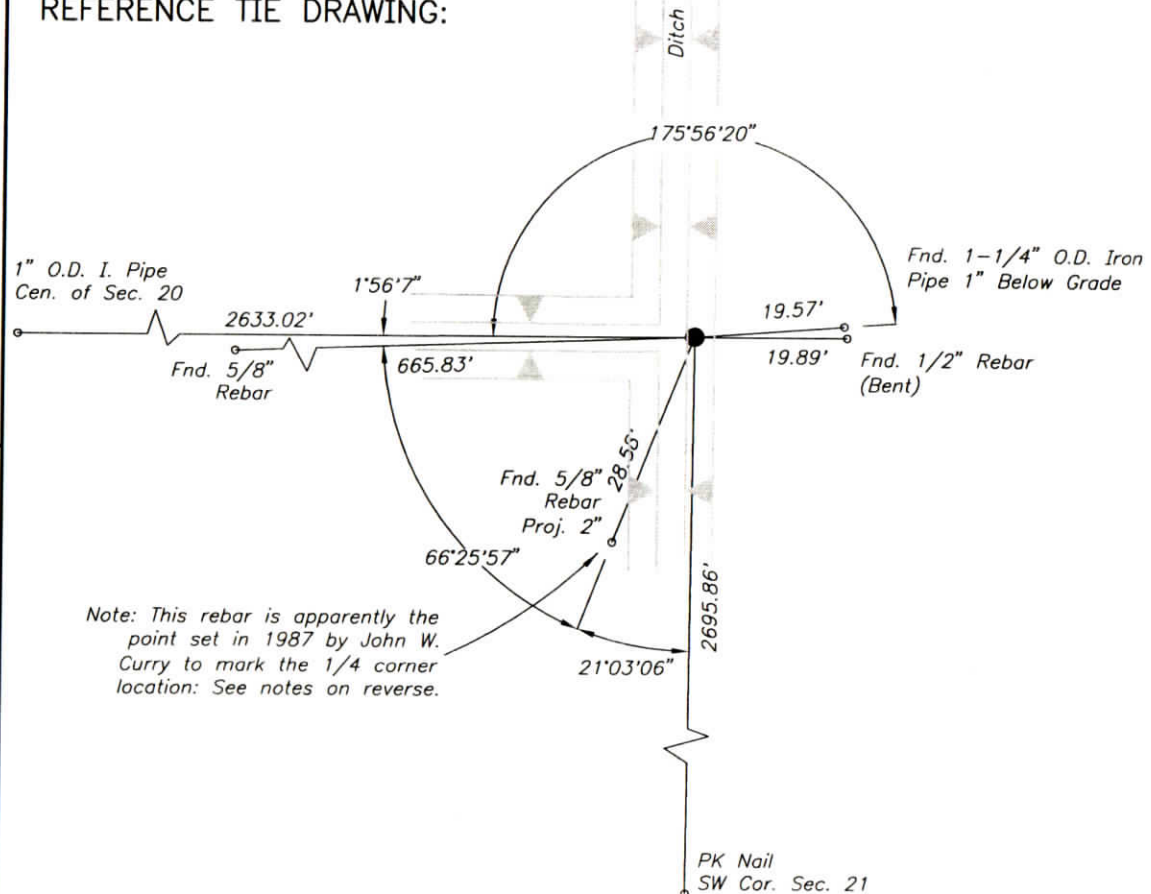 REFERENCE TIE DRAWING:
Ditch
175°56'20"
1" O.D. I. Pipe
Cen. of Sec. 20
1°56'7"
2633.02'
Fnd. 5/8"
Rebar
665.83'
Fnd. 1-1/4" O.D. Iron
Pipe 1" Below Grade
19.57'
19.89'
Fnd. 1/2" Rebar
(Bent)
28.58'
Fnd. 5/8"
Rebar
Proj. 2"
66°25'57"
Note: This rebar is apparently the
point set in 1987 by John W.
Curry to mark the 1/4 corner
location: See notes on reverse.
21°03'06"
2695.86'
PK Nail
SW Cor. Sec. 21